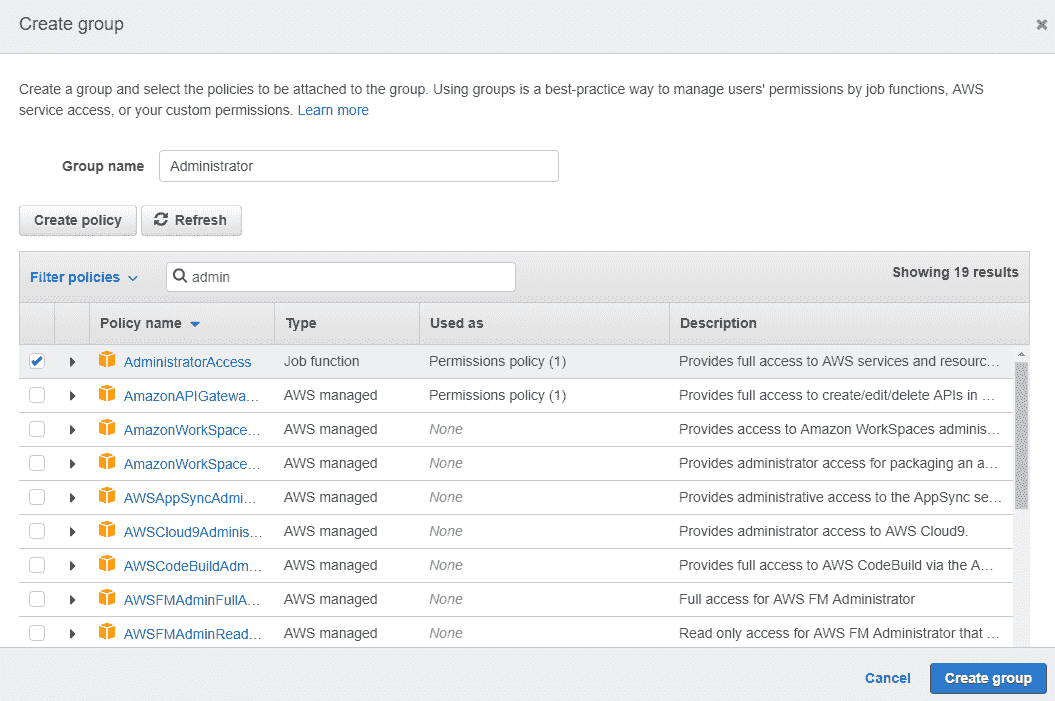 Create group
×
Create a group and select the policies to be attached to the group. Using groups is a best-practice way to manage users' permissions by job functions, AWS
service access, or your custom permissions. Learn more
Group name Administrator
Create policy Refresh
Filter policies admin Showing 19 results
Policy name Type Used as Description
AdministratorAccess Job function Permissions policy (1) Provides full access to AWS services and resourc...
AmazonAPIGatewa... AWS managed Permissions policy (1) Provides full access to create/edit/delete APIs in ...
AmazonWorkSpace... AWS managed None Provides access to Amazon WorkSpaces adminis...
AmazonWorkSpace... AWS managed None Provides administrator access for packaging an a...
AWSAppSyncAdmi... AWS managed None Provides administrative access to the AppSync se...
AWSCloud9Adminis... AWS managed None Provides administrator access to AWS Cloud9.
AWSCodeBuildAdm... AWS managed None Provides full access to AWS CodeBuild via the A...
AWSFMAdminFullA... AWS managed None Full access for AWS FM Administrator
AWSFMAdminRead... AWS managed None Read only access for AWS FM Administrator that ...
Cancel Create group